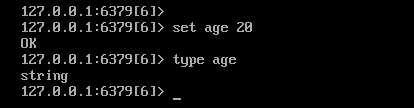 127.0.0.1:6379[6]>
127.0.0.1:6379[6]> set age 20
OK
127.0.0.1:6379[6]> type age
string
127.0.0.1:6379[6]> _